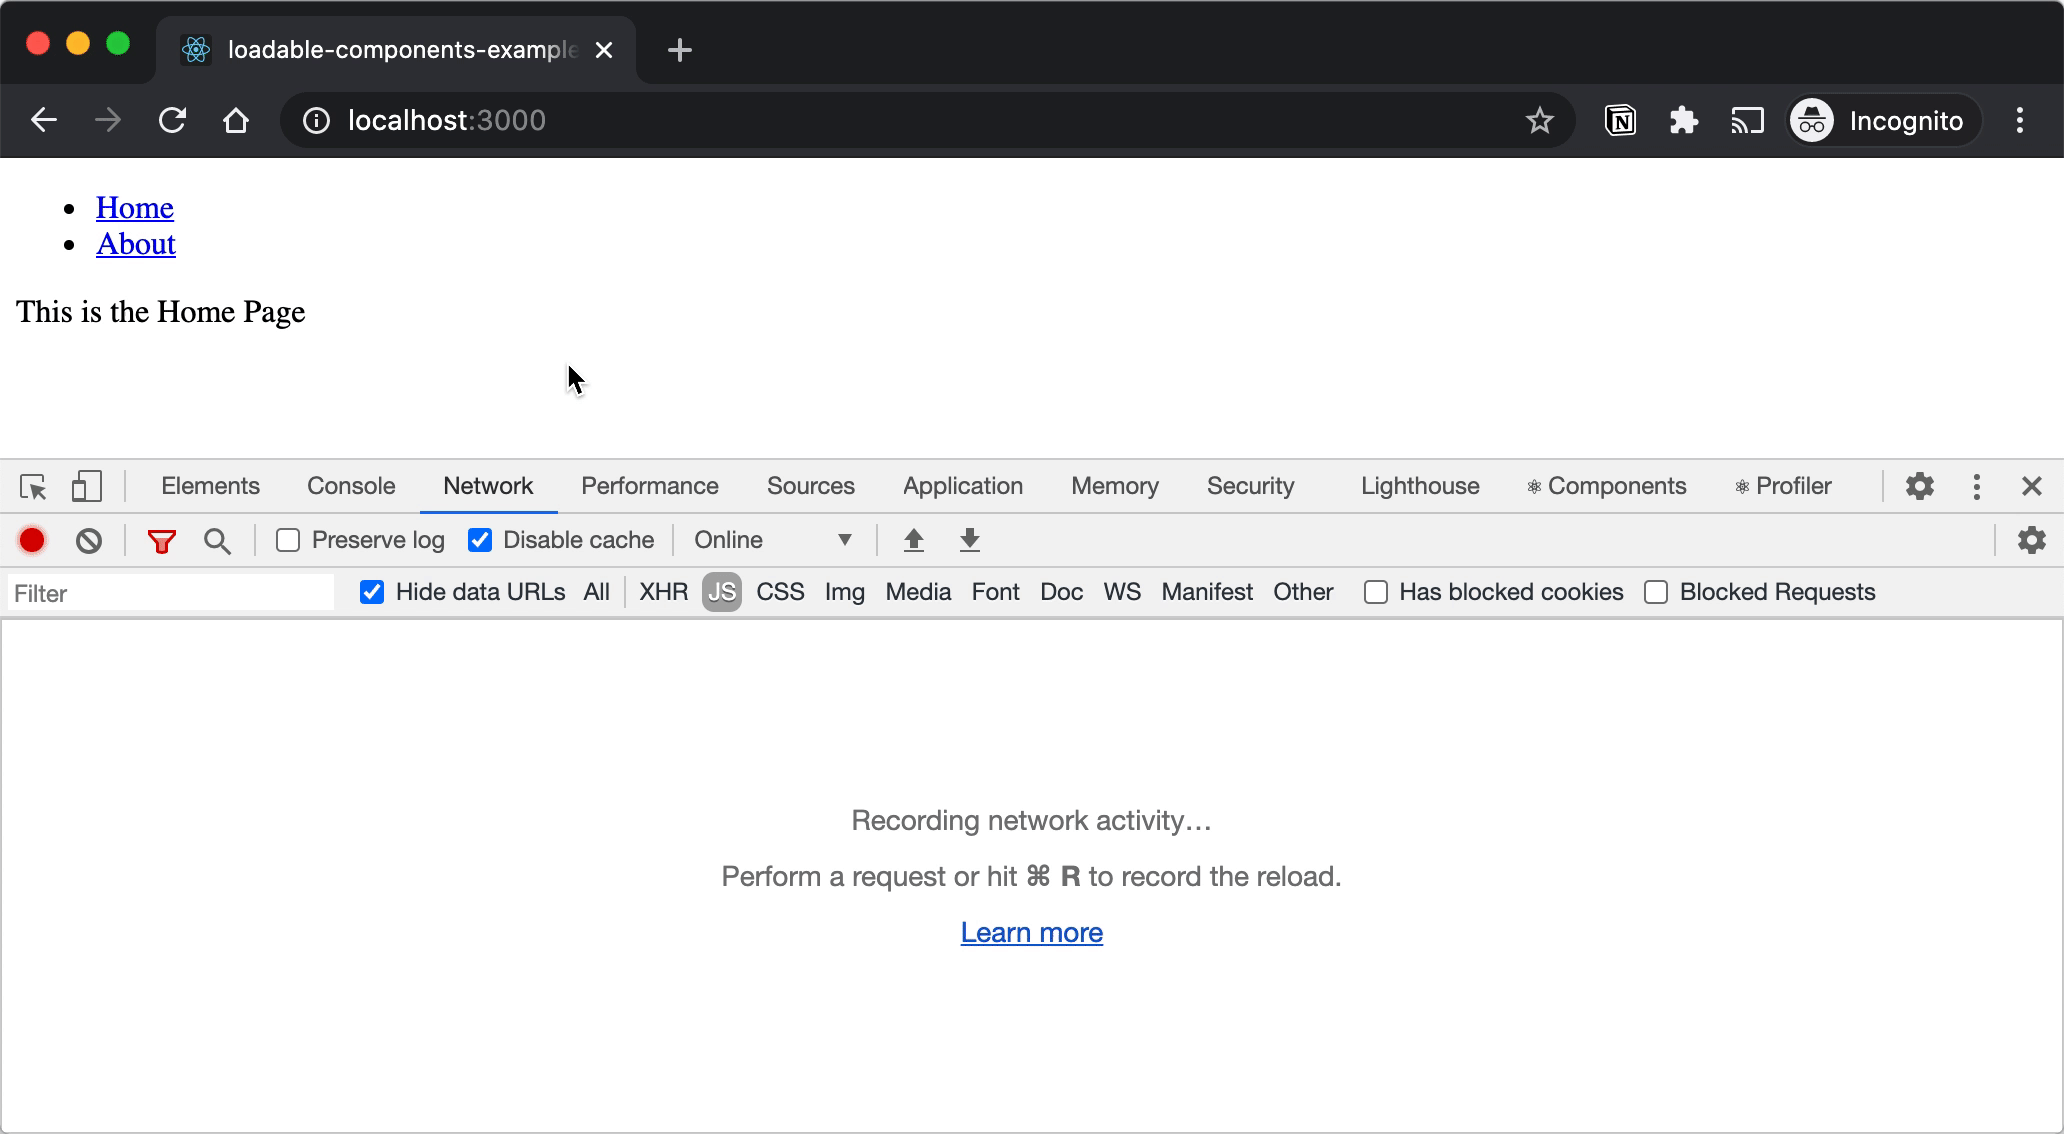 loadable-components-example
localhost:3000
Incognito
Home
About
This is the Home Page
Elements Console Network Performance Sources Application Memory Security Lighthouse ⚛ Components ⚛ Profiler
Preserve log Disable cache Online
Filter Hide data URLs All XHR JS CSS Img Media Font Doc WS Manifest Other Has blocked cookies Blocked Requests
Recording network activity…
Perform a request or hit ⌘ R to record the reload.
Learn more